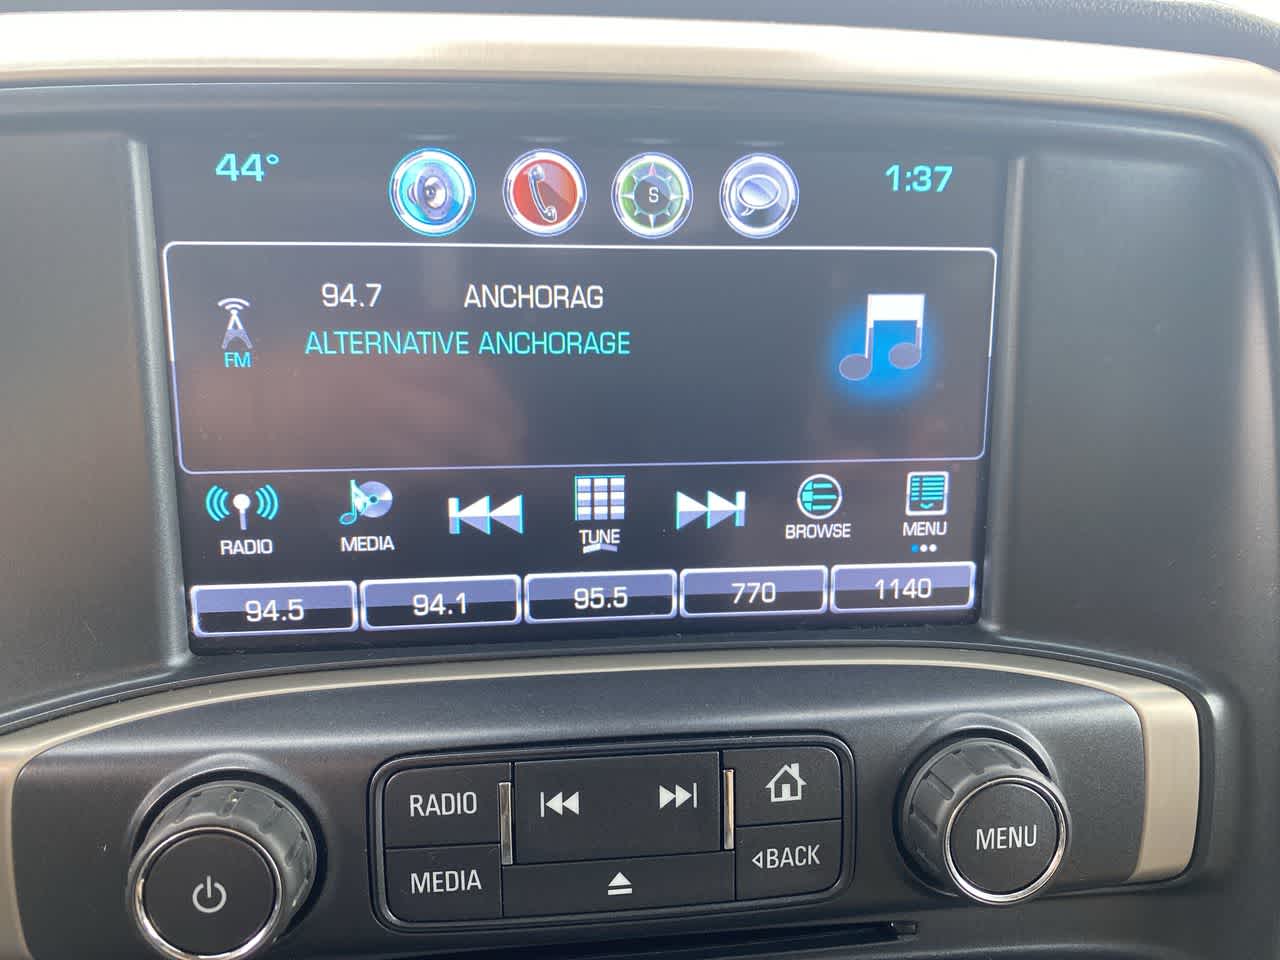 44° S 1:37
94.7 ANCHORAG
ALTERNATIVE ANCHORAGE
FM
RADIO MEDIA TUNE BROWSE MENU
94.5 94.1 95.5 770 1140
RADIO
MEDIA
BACK
MENU